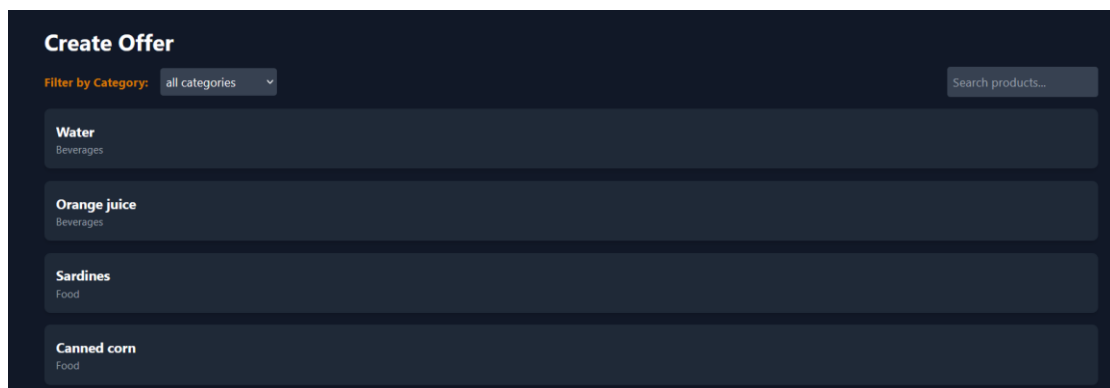 Create Offer
Filter by Category: all categories Search products...
Water
Beverages
Orange juice
Beverages
Sardines
Food
Canned corn
Food